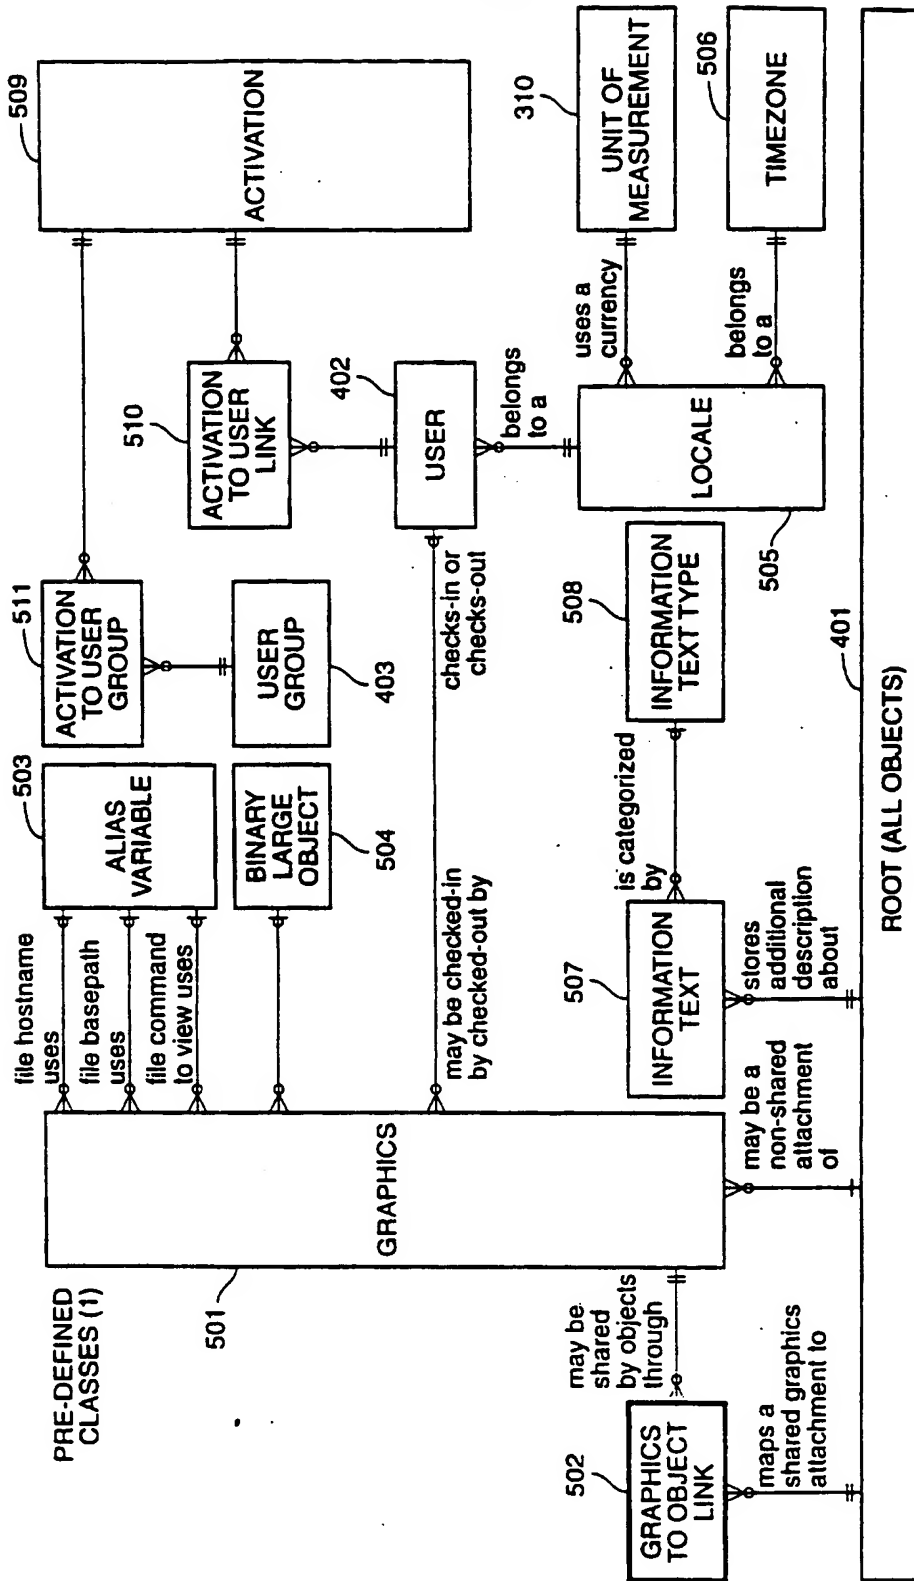 PRE-DEFINED
CLASSES (1)
501
GRAPHICS
file hostname
uses
file basepath
uses
file command
to view uses
503
ALIAS
VARIABLE
BINARY
LARGE
OBJECT
504
511
ACTIVATION
TO USER
GROUP
USER
GROUP
403
509
ACTIVATION
510
ACTIVATION
TO USER
LINK
402
USER
may be checked-in
by checked-out by
checks-in or
checks-out
belongs
to a
LOCALE
505
uses a
currency
310
UNIT OF
MEASUREMENT
belongs
to a
506
TIMEZONE
508
INFORMATION
TEXT TYPE
is categorized
by
507
INFORMATION
TEXT
stores
additional
description
about
may be a
non-shared
attachment
of
may be
shared
by objects
through
502
GRAPHICS
TO OBJECT
LINK
maps a
shared graphics
attachment to
401
ROOT (ALL OBJECTS)